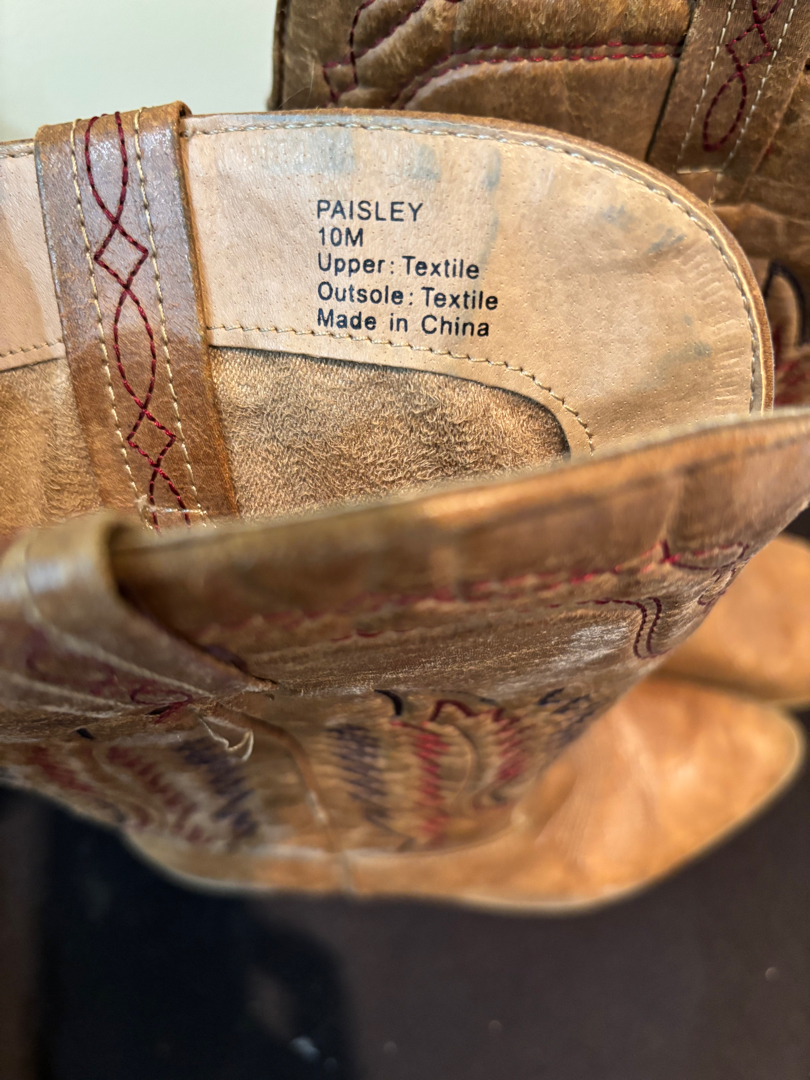 PAISLEY
10M
Upper: Textile
Outsole: Textile
Made in China